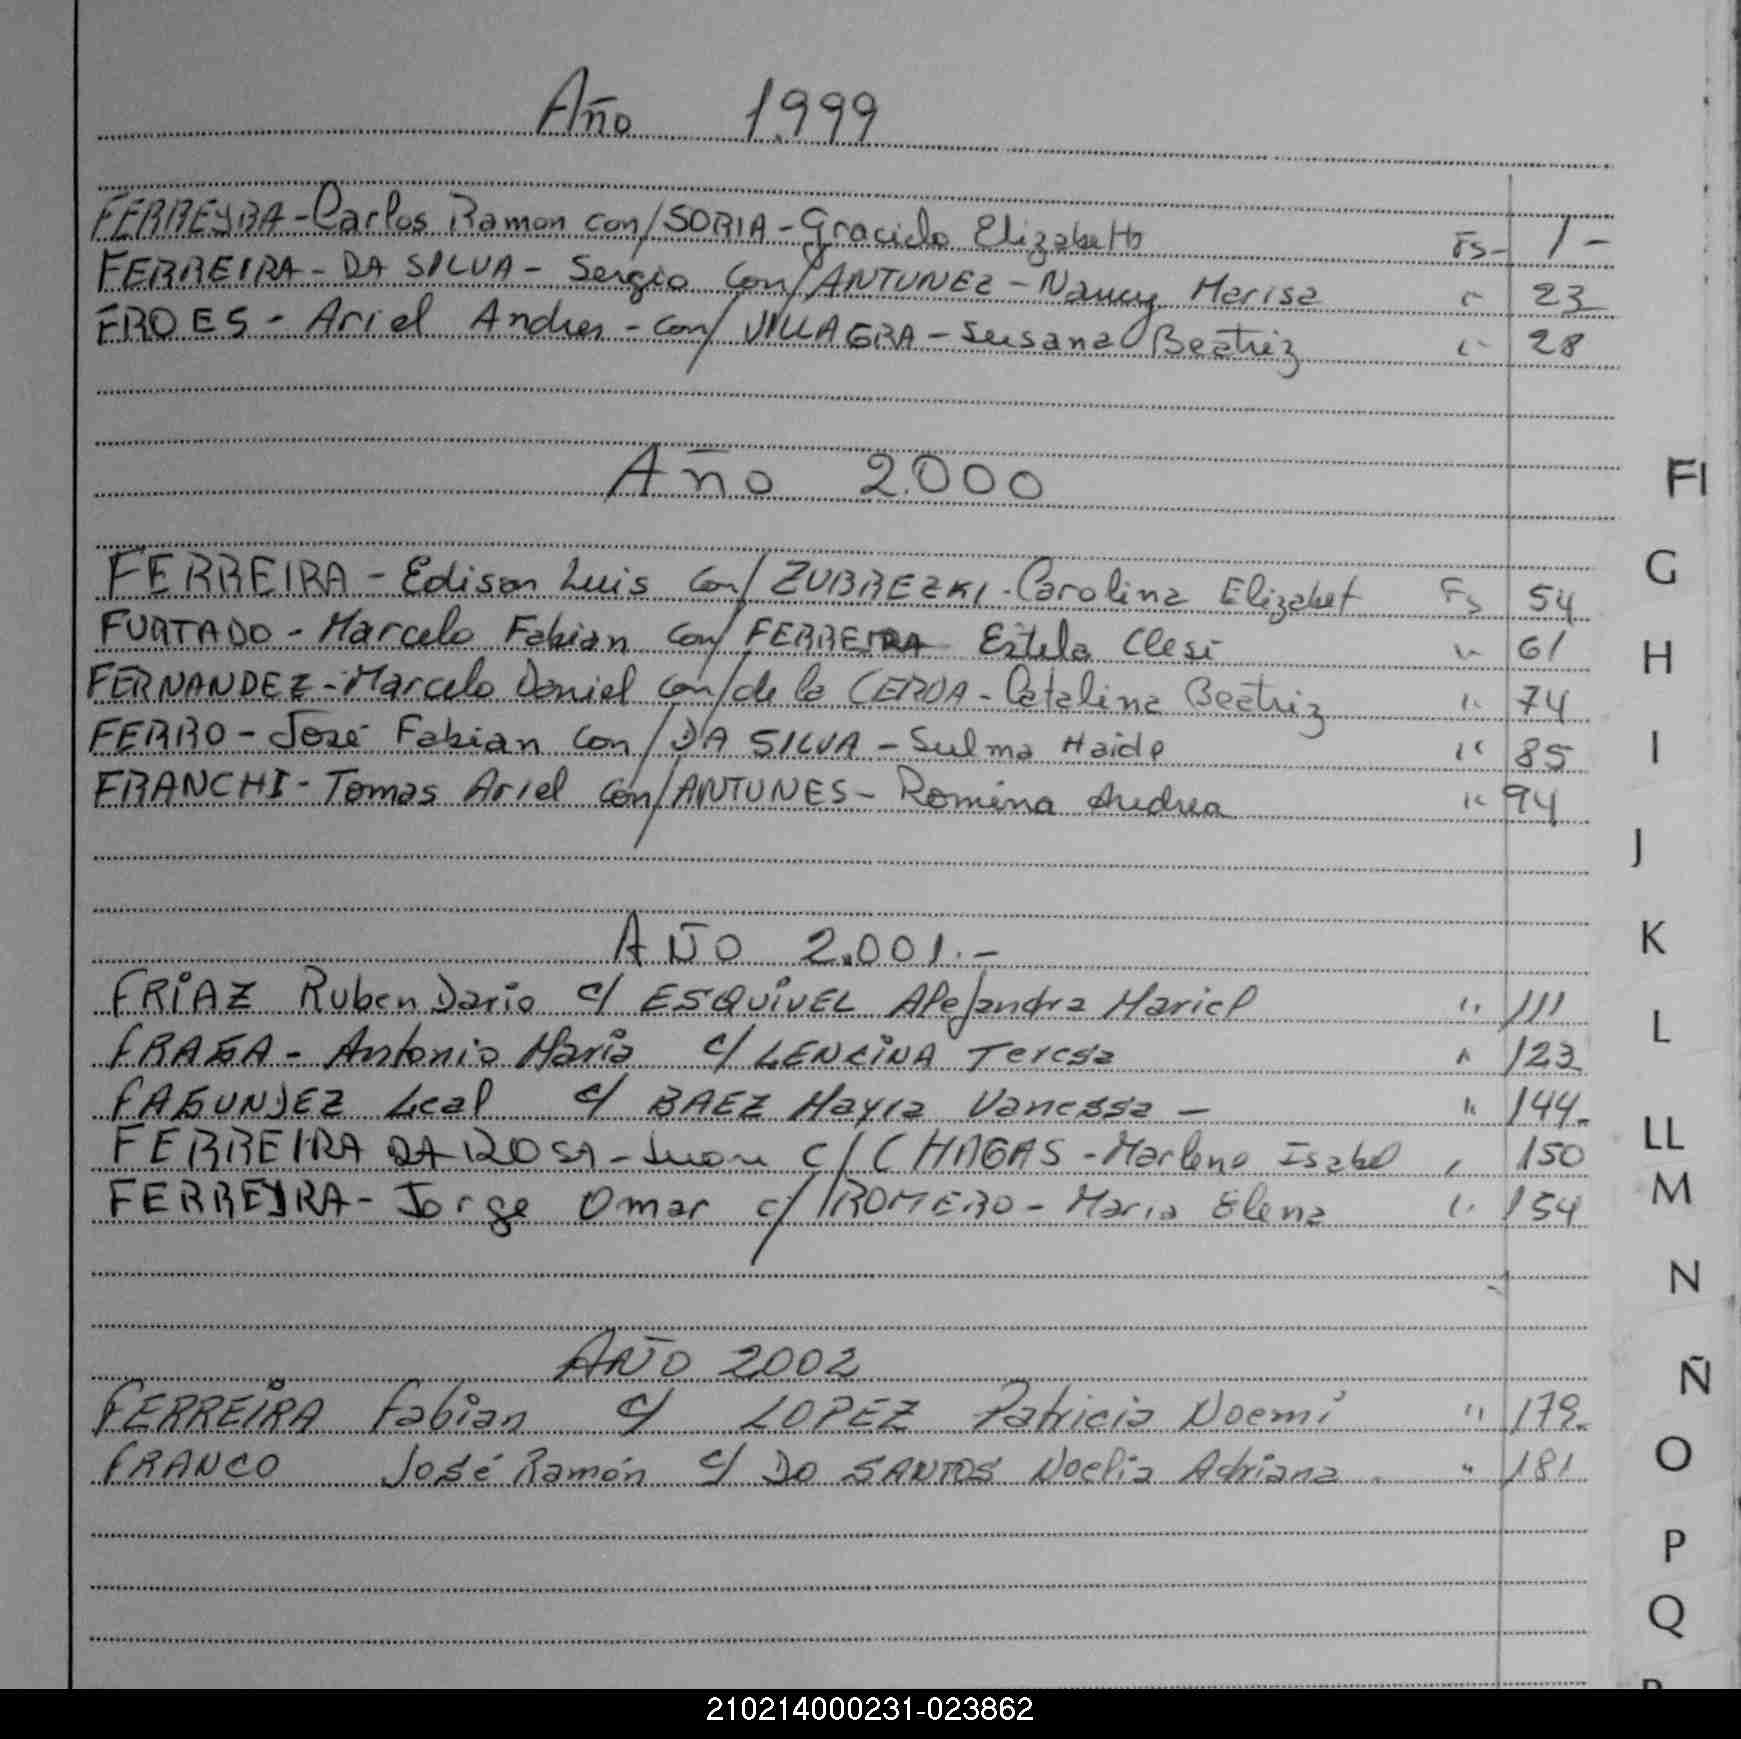 Año 1.999
FERREYRA - Carlos Ramon con/ SORIA - Graciela Elizabeth Fs - 1 -
FERREIRA - DA SILVA - Sergio con/ ANTUNEZ - Nancy Marisa " 23
FROES - Ariel Andres - con/ VILLAGRA - Susana Beatriz " 28
Año 2.000
FERREIRA - Edison Luis con/ ZUBREZKI - Carolina Elizabet Fs 54
FURTADO - Marcelo Fabian con/ FERREIRA Estela Clesi " 61
FERNANDEZ - Marcelo Daniel con/ de la CERDA - Catalina Beatriz " 74
FERRO - José Fabian con/ DA SILVA - Sulma Haide " 85
FRANCHI - Tomas Ariel con/ ANTUNES - Romina Andrea " 94
AÑO 2.001.-
FRIAZ Ruben Dario c/ ESQUIVEL Alejandra Mariel " 111
FRAGA - Antonio Maria c/ LENCINA Teresa " 123
FAGUNDEZ Leal c/ BAEZ Mayra Vanessa - " 144-
FERREIRA DA ROSA - Juan c/ CHAGAS - Marlene Isabel " 150
FERREYRA - Jorge Omar c/ ROMERO - Maria Elena " 154
AÑO 2002
FERREIRA Fabian c/ LOPEZ Patricia Noemí " 179-
FRANCO José Ramón c/ DO SANTOS Noelia Adriana " 181
F
G
H
I
J
K
L
LL
M
N
Ñ
O
P
Q
210214000231-023862